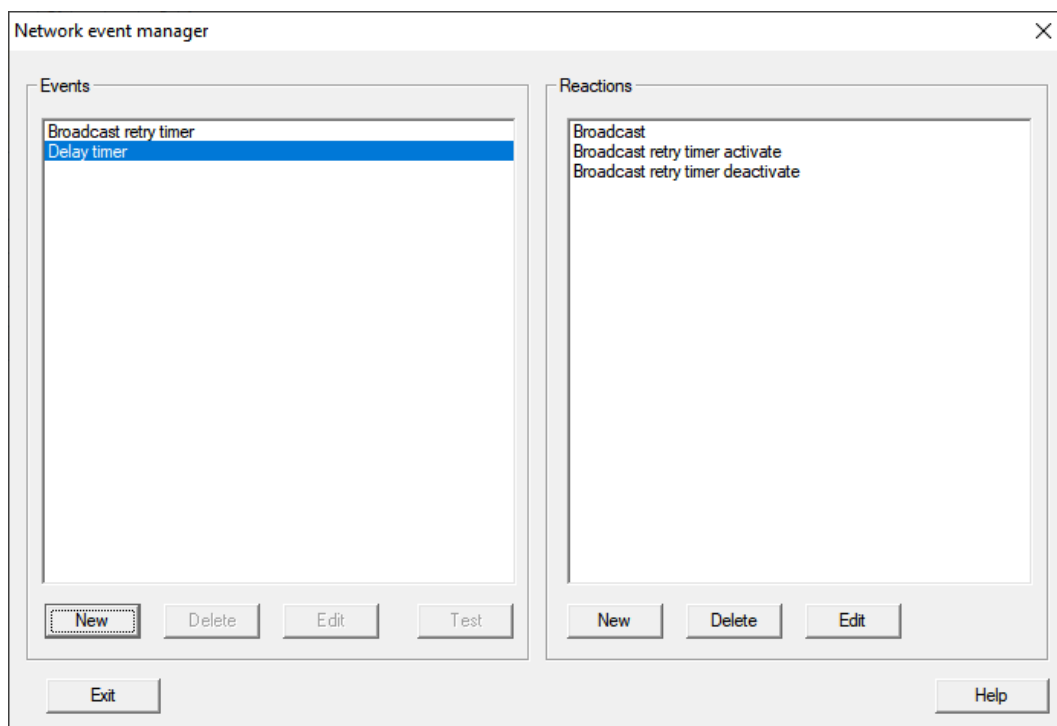 Network event manager
Events
Broadcast retry timer
Delay timer
New
Delete
Edit
Test
Reactions
Broadcast
Broadcast retry timer activate
Broadcast retry timer deactivate
New
Delete
Edit
Exit
Help